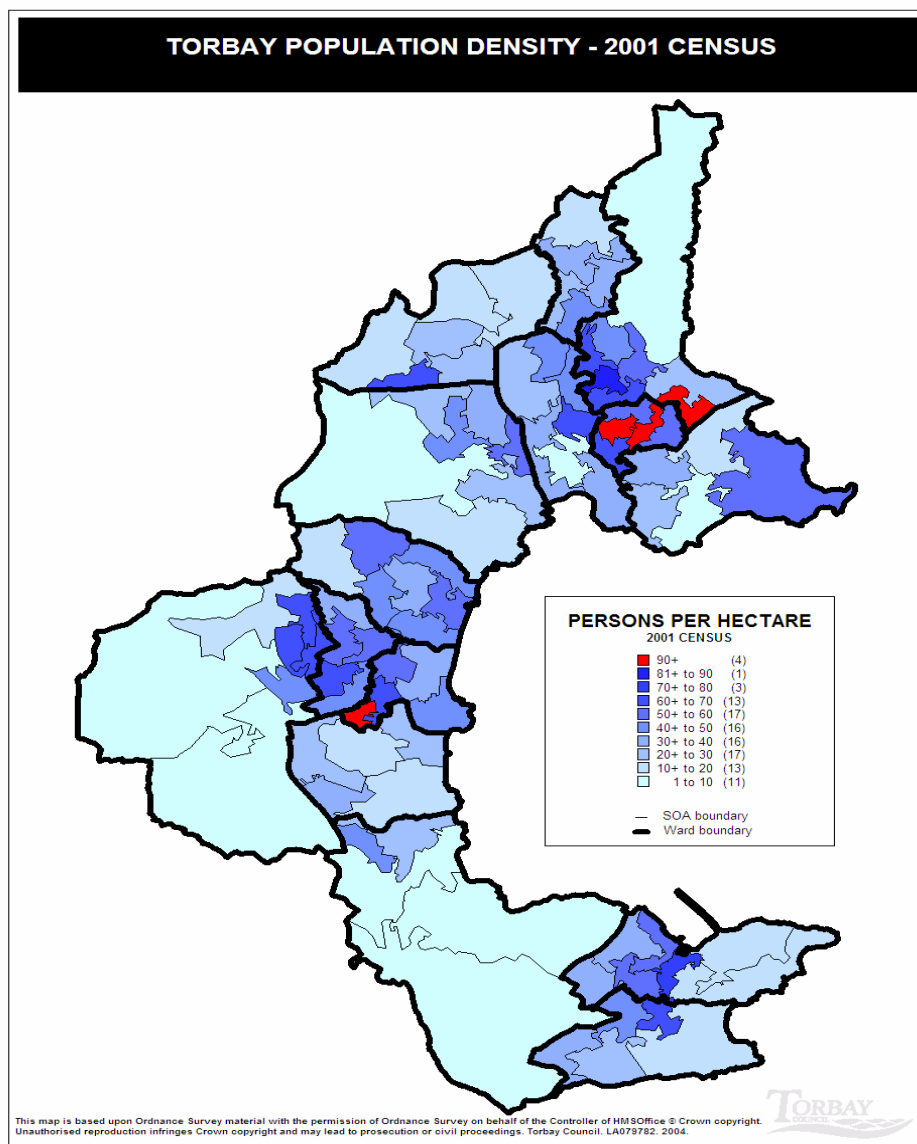 TORBAY POPULATION DENSITY - 2001 CENSUS
PERSONS PER HECTARE
2001 CENSUS
90+ (4)
81+ to 90 (1)
70+ to 80 (3)
60+ to 70 (13)
50+ to 60 (17)
40+ to 50 (16)
30+ to 40 (16)
20+ to 30 (17)
10+ to 20 (13)
1 to 10 (11)
SOA boundary
Ward boundary
TORBAY
COUNCIL
This map is based upon Ordnance Survey material with the permission of Ordnance Survey on behalf of the Controller of HMSOffice © Crown copyright.
Unauthorised reproduction infringes Crown copyright and may lead to prosecution or civil proceedings. Torbay Council. LA079782. 2004.